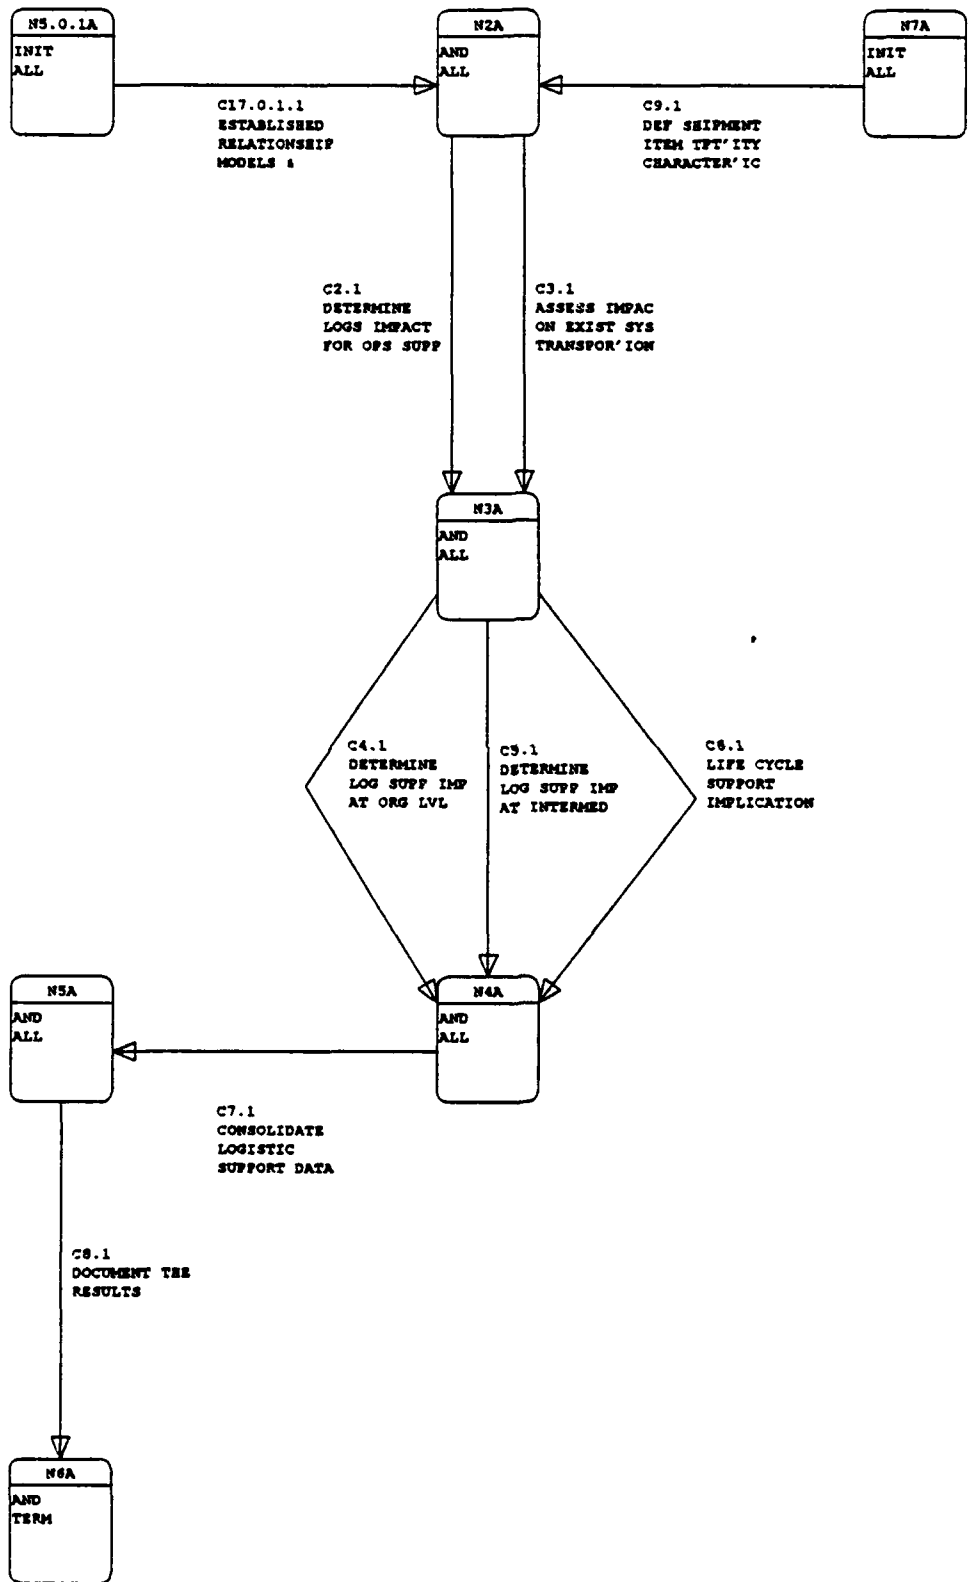 N5.0.1A
INIT
ALL
N2A
AND
ALL
N7A
INIT
ALL
C17.0.1.1
ESTABLISHED
RELATIONSHIP
MODELS &
C9.1
DEF SHIPMENT
ITEM TPT'ITY
CHARACTER'IC
C2.1
DETERMINE
LOGS IMPACT
FOR OPS SUPP
C3.1
ASSESS IMPAC
ON EXIST SYS
TRANSPOR'ION
N3A
AND
ALL
C4.1
DETERMINE
LOG SUPP IMP
AT ORG LVL
C5.1
DETERMINE
LOG SUPP IMP
AT INTERMED
C6.1
LIFE CYCLE
SUPPORT
IMPLICATION
N5A
AND
ALL
N4A
AND
ALL
C7.1
CONSOLIDATE
LOGISTIC
SUPPORT DATA
C8.1
DOCUMENT THE
RESULTS
N6A
AND
TERM